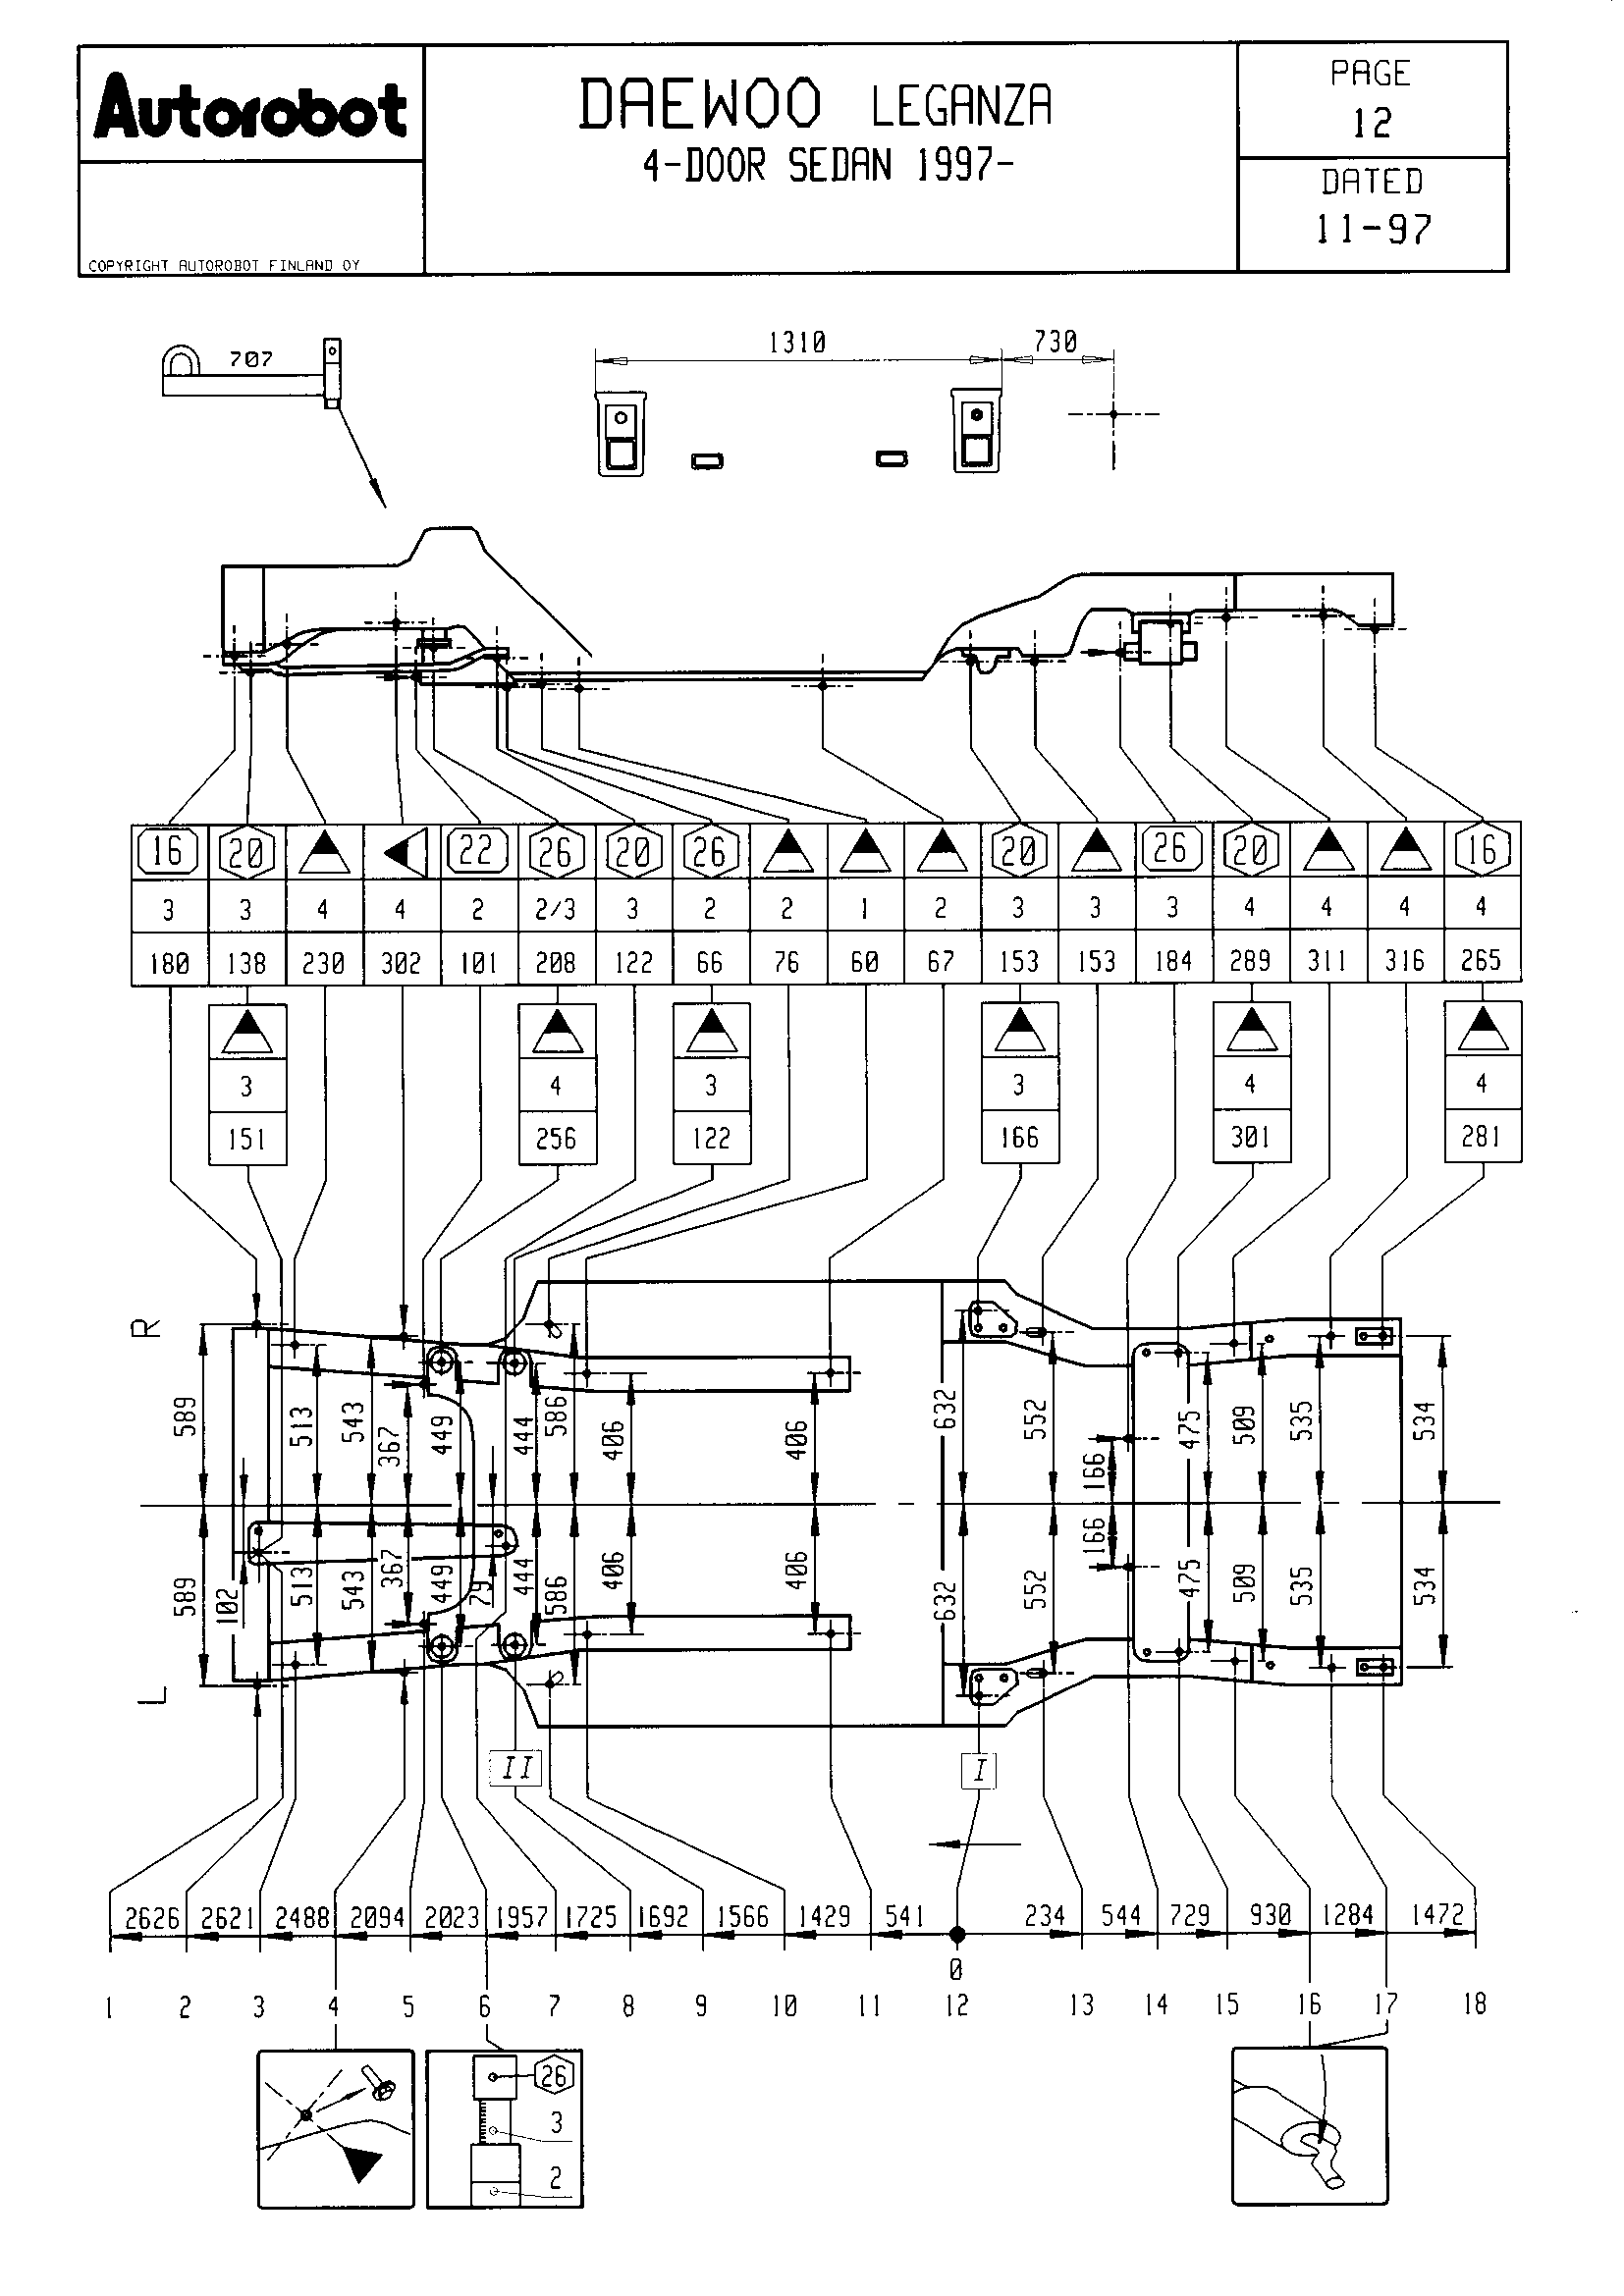 Autorobot
COPYRIGHT AUTOROBOT FINLAND OY
DAEWOO LEGANZA
4-DOOR SEDAN 1997-
PAGE
12
DATED
11-97
707
1310 730
16 20 22 26 20 26 20 26 20 16
3 3 4 4 2 2/3 3 2 2 1 2 3 3 3 4 4 4 4
180 138 230 302 101 208 122 66 76 60 67 153 153 184 289 311 316 265
3 4 3 3 4 4
151 256 122 166 301 281
R
589 513 543 367 449 444 586 406 406 632 552 166 475 509 535 534
589 102 513 543 367 449 79 444 586 406 406 632 552 166 475 509 535 534
L
II I
2626 2621 2488 2094 2023 1957 1725 1692 1566 1429 541 234 544 729 930 1284 1472
0
1 2 3 4 5 6 7 8 9 10 11 12 13 14 15 16 17 18
26
3
2